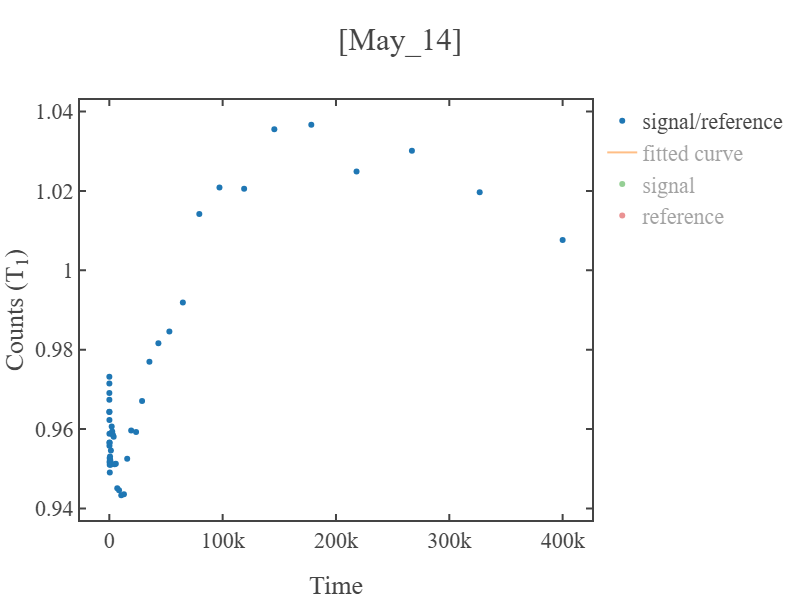 [May_14]
1.04
1.02
1
0.98
0.96
0.94
Counts (T1)
0
100k
200k
300k
400k
Time
signal/reference
fitted curve
signal
reference